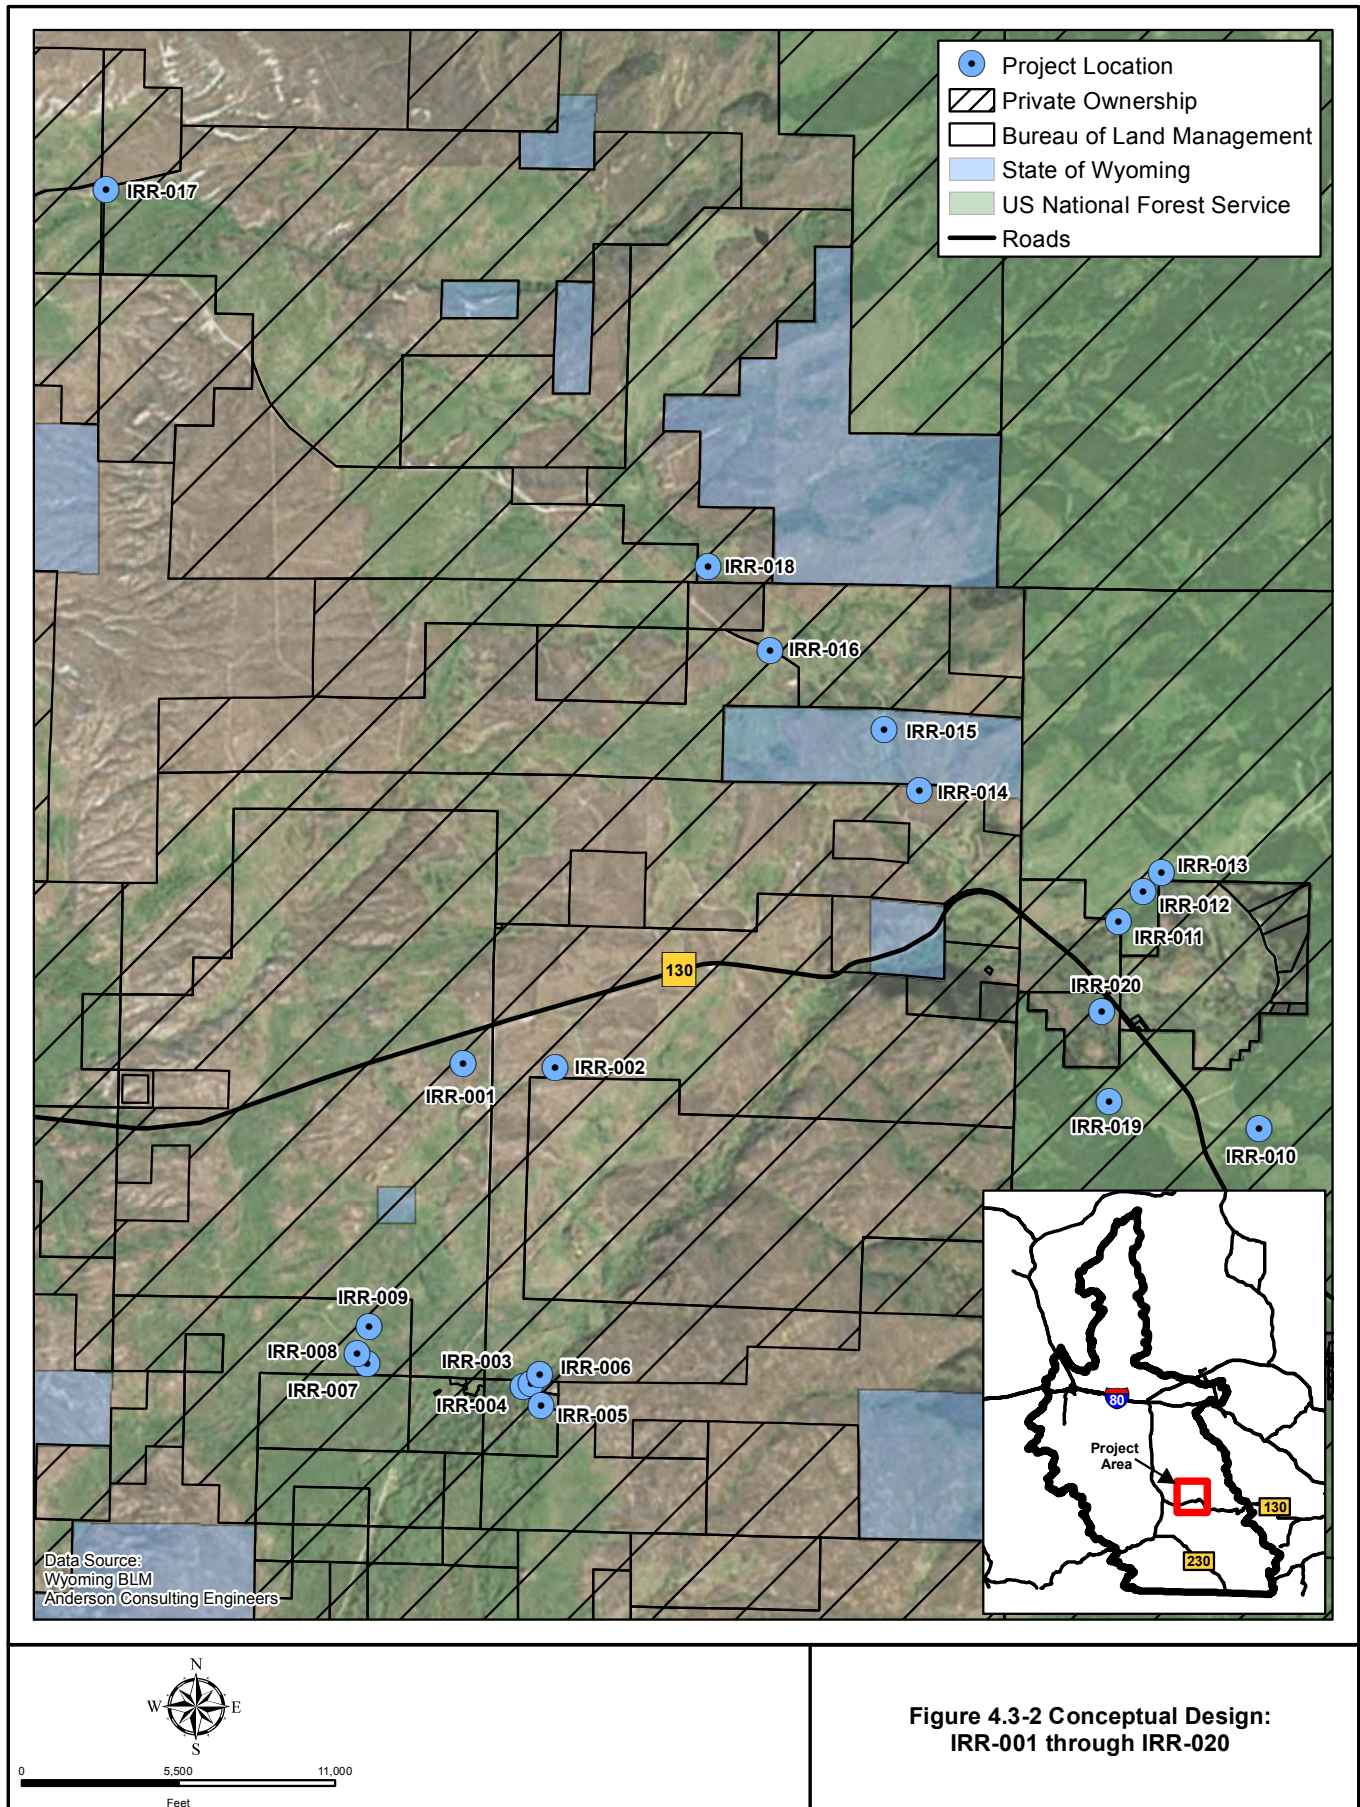 Project Location
Private Ownership
Bureau of Land Management
State of Wyoming
US National Forest Service
Roads
IRR-017
IRR-018
IRR-016
IRR-015
IRR-014
IRR-013
IRR-012
IRR-011
130
IRR-020
IRR-002
IRR-001
IRR-019
IRR-010
IRR-009
IRR-008
IRR-007
IRR-003
IRR-006
IRR-004
IRR-005
80
Project
Area
130
230
Data Source:
Wyoming BLM
Anderson Consulting Engineers
N
W
E
S
0 5,500 11,000
Feet
Figure 4.3-2 Conceptual Design:
IRR-001 through IRR-020